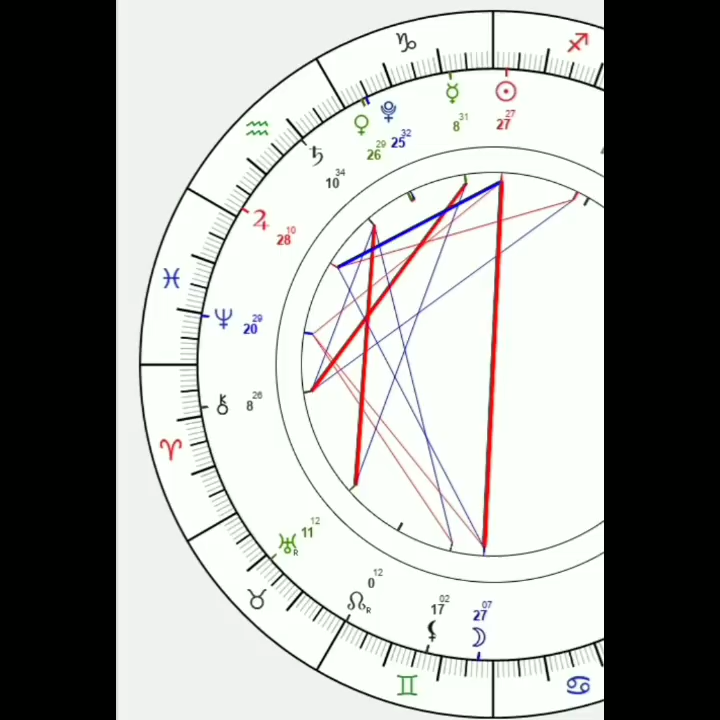 ♑ ♐
☿ ☉
8 31 27 27
♀ ♇
26 29 25 32
♒
♄
10 34
♃
28 10
♓
♆
20 29
⚷
8 26
♈
♅ R 11 12
♉
☊ R 0 12
⚸ 17 02
☽ 27 07
♊ ♋